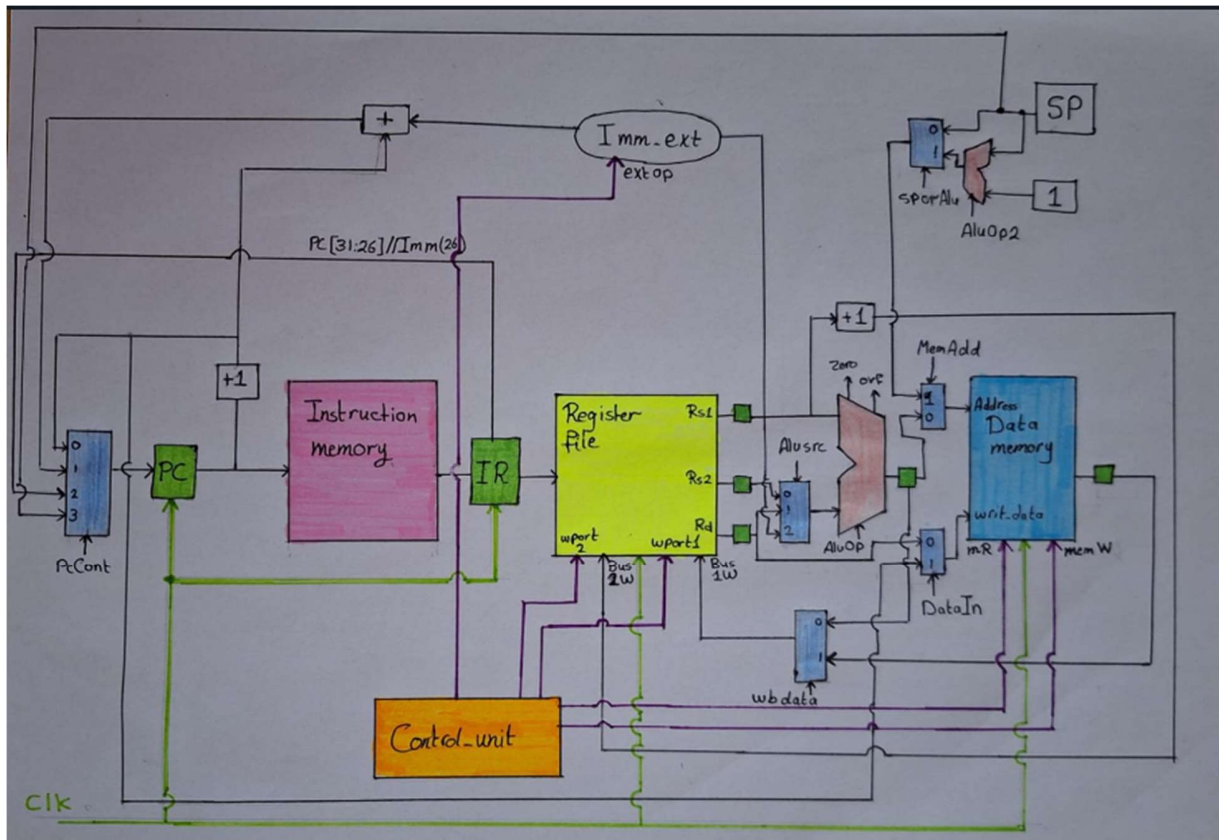 SP
+
Imm_ext
0
1
extop
sporAlu
1
AluOp2
PC[31:26]//Imm(26)
+1
MemAdd
+1
Zero
ovf
1
0
Address
Data
memory
Instruction
memory
Register
file
Rs1
Alusrc
0
1
2
3
PC
IR
Rs2
0
1
2
writ_data
Rd
wport
2
wport1
AluOp
0
1
mR
memW
PcCont
Bus
2W
Bus
1W
DataIn
0
1
wbdata
Control_unit
Clk